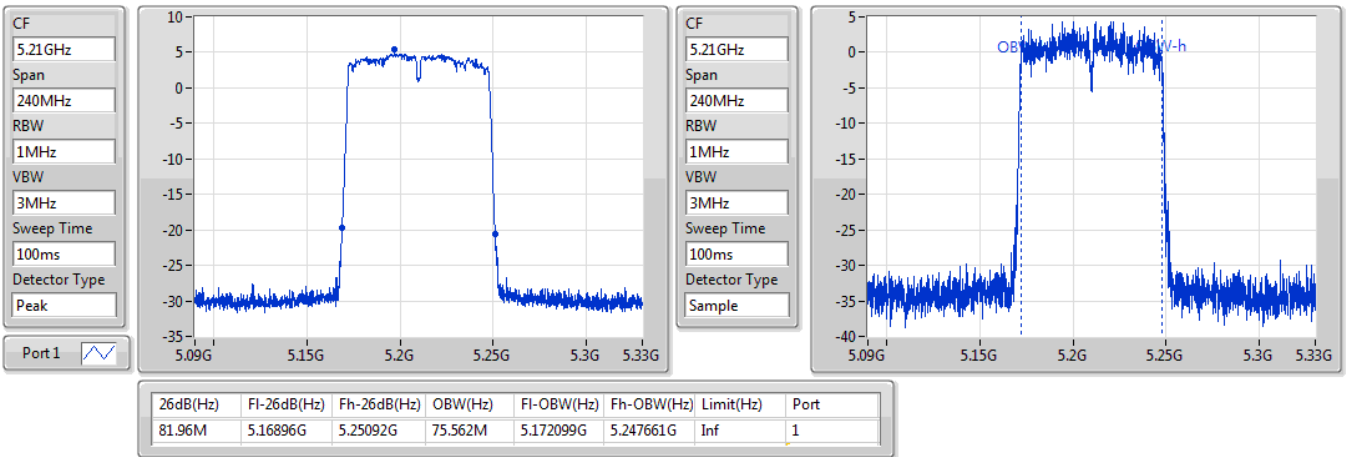 CF
5.21GHz
Span
240MHz
RBW
1MHz
VBW
3MHz
Sweep Time
100ms
Detector Type
Peak
Port 1
10-
5-
0-
-5-
-10-
-15-
-20-
-25-
-30-
-35-
5.09G 5.15G 5.2G 5.25G 5.3G 5.33G
CF
5.21GHz
Span
240MHz
RBW
1MHz
VBW
3MHz
Sweep Time
100ms
Detector Type
Sample
5-
0-
-5-
-10-
-15-
-20-
-25-
-30-
-35-
-40-
5.09G 5.15G 5.2G 5.25G 5.3G 5.33G
26dB(Hz) Fl-26dB(Hz) Fh-26dB(Hz) OBW(Hz) Fl-OBW(Hz) Fh-OBW(Hz) Limit(Hz) Port
81.96M 5.16896G 5.25092G 75.562M 5.172099G 5.247661G Inf 1